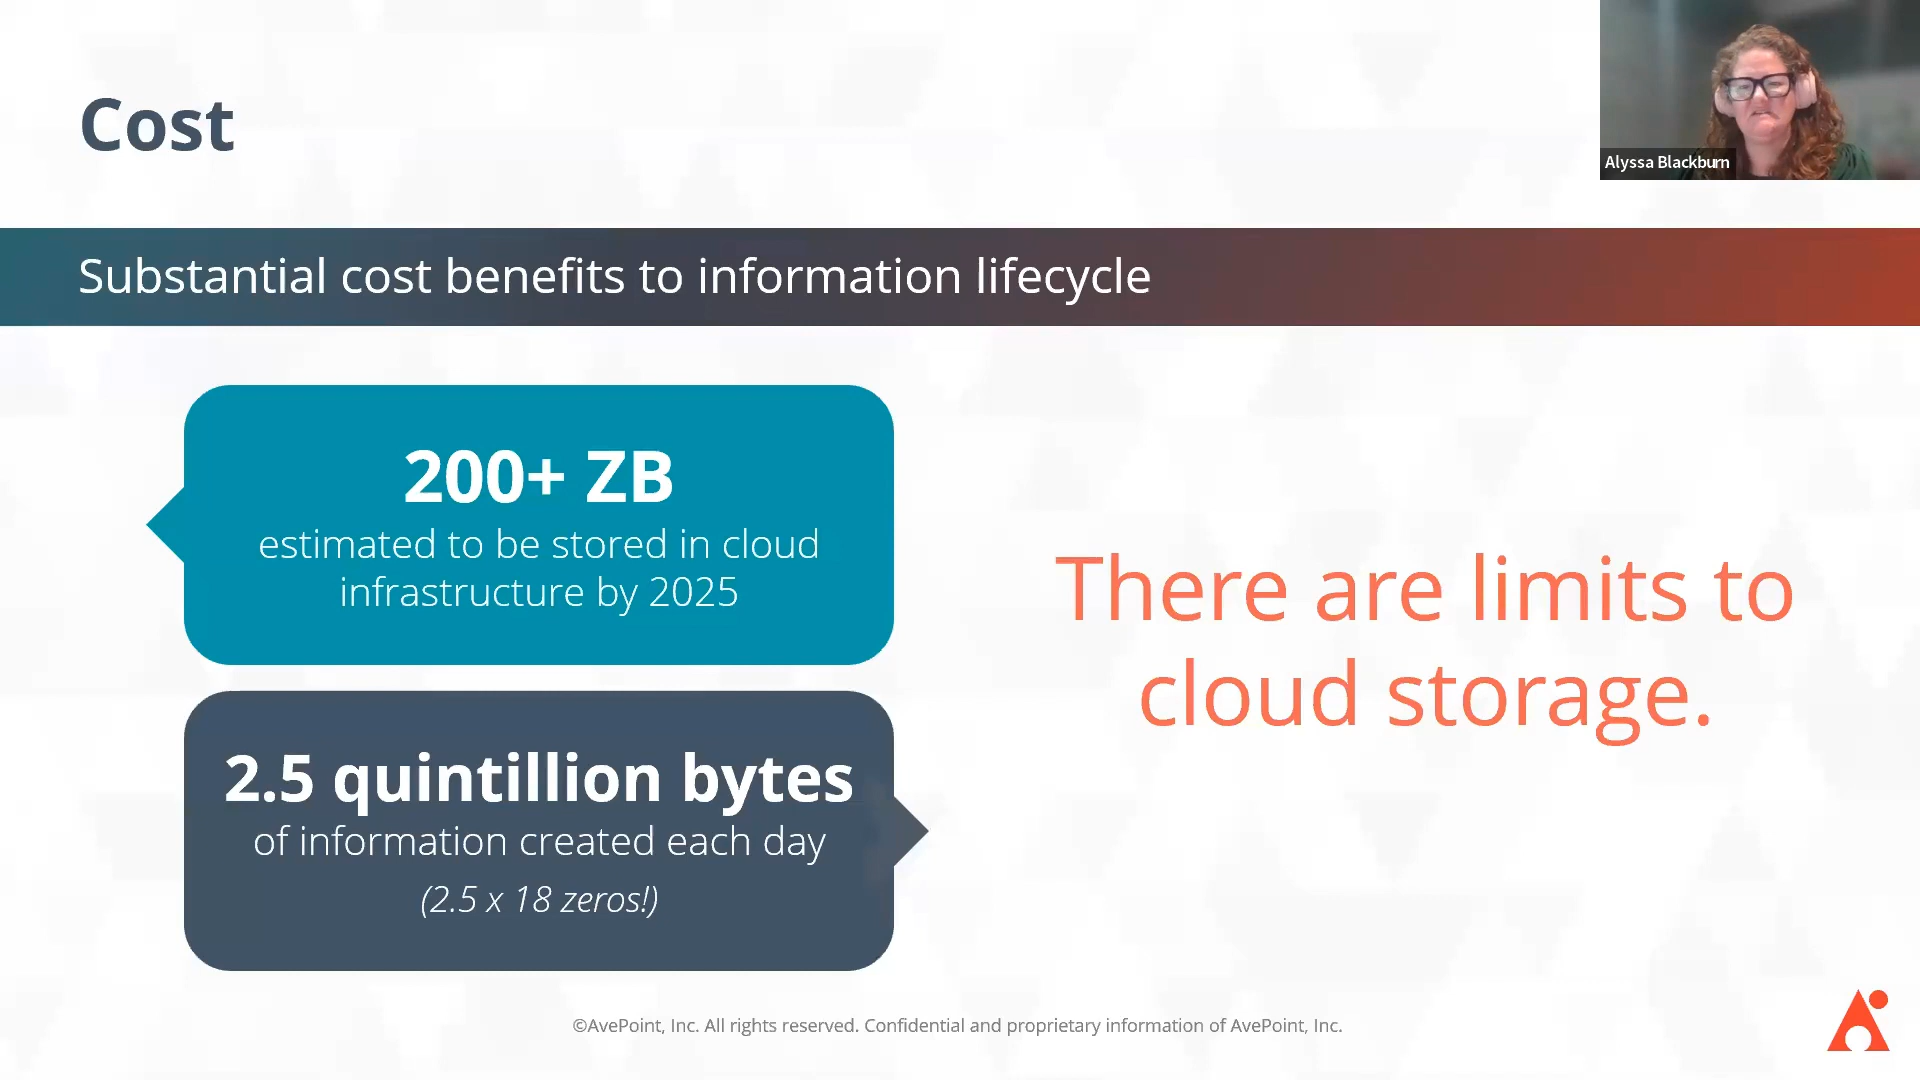 Cost
Alyssa Blackburn
Substantial cost benefits to information lifecycle
200+ ZB
estimated to be stored in cloud
infrastructure by 2025
There are limits to
cloud storage.
2.5 quintillion bytes
of information created each day
(2.5 x 18 zeros!)
©AvePoint, Inc. All rights reserved. Confidential and proprietary information of AvePoint, Inc.